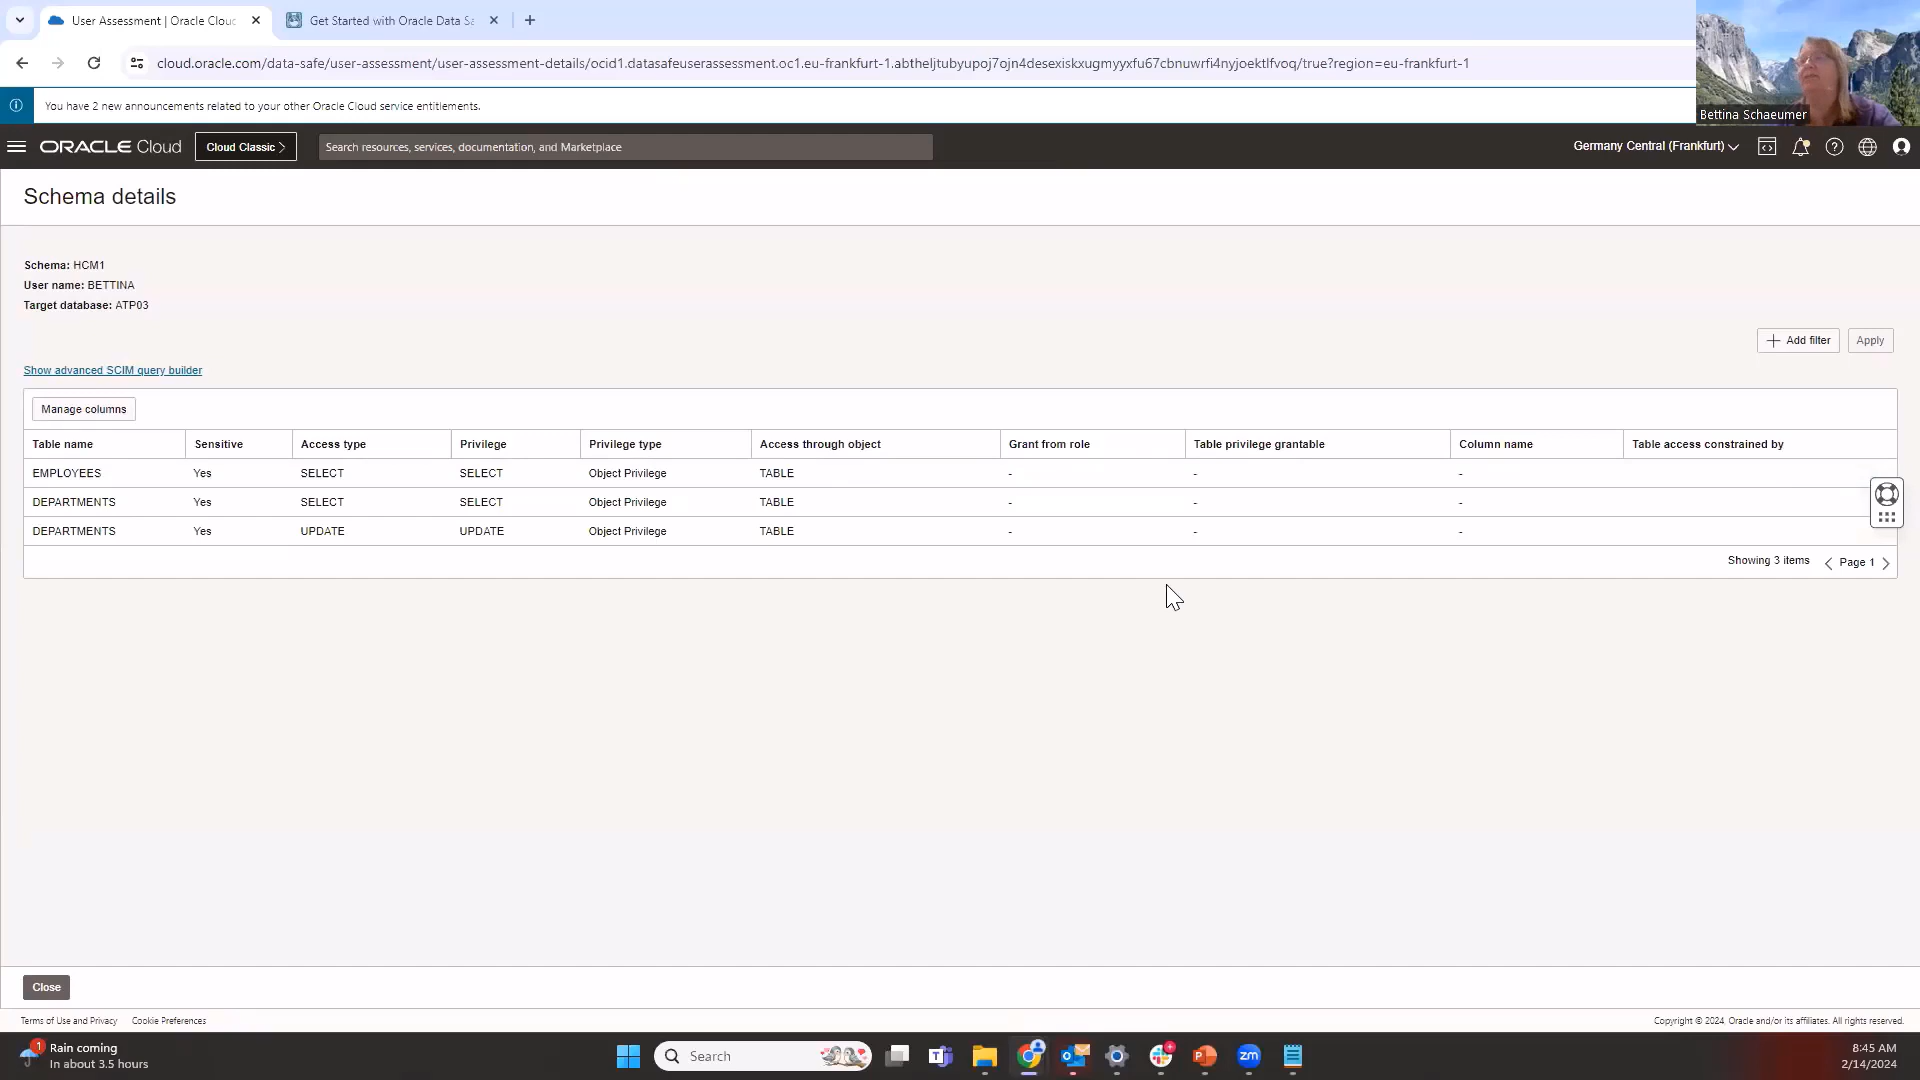 User Assessment | Oracle Clou
Get Started with Oracle Data Sa
cloud.oracle.com/data-safe/user-assessment/user-assessment-details/ocid1.datasafeuserassessment.oc1.eu-frankfurt-1.abtheljtubyupoj7ojn4desexiskxugmyyxfu67cbnuwrfi4nyjoektlfvoq/true?region=eu-frankfurt-1
You have 2 new announcements related to your other Oracle Cloud service entitlements.
Bettina Schaeumer
ORACLE Cloud
Cloud Classic
Search resources, services, documentation, and Marketplace
Germany Central (Frankfurt)
Schema details
Schema: HCM1
User name: BETTINA
Target database: ATP03
Add filter
Apply
Show advanced SCIM query builder
Manage columns
Table name Sensitive Access type Privilege Privilege type Access through object Grant from role Table privilege grantable Column name Table access constrained by
EMPLOYEES Yes SELECT SELECT Object Privilege TABLE - - -
DEPARTMENTS Yes SELECT SELECT Object Privilege TABLE - - -
DEPARTMENTS Yes UPDATE UPDATE Object Privilege TABLE - - -
Showing 3 items
Page 1
Close
Terms of Use and Privacy
Cookie Preferences
Copyright © 2024, Oracle and/or its affiliates. All rights reserved.
1
Rain coming
In about 3.5 hours
Search
T
P
zm
8:45 AM
2/14/2024